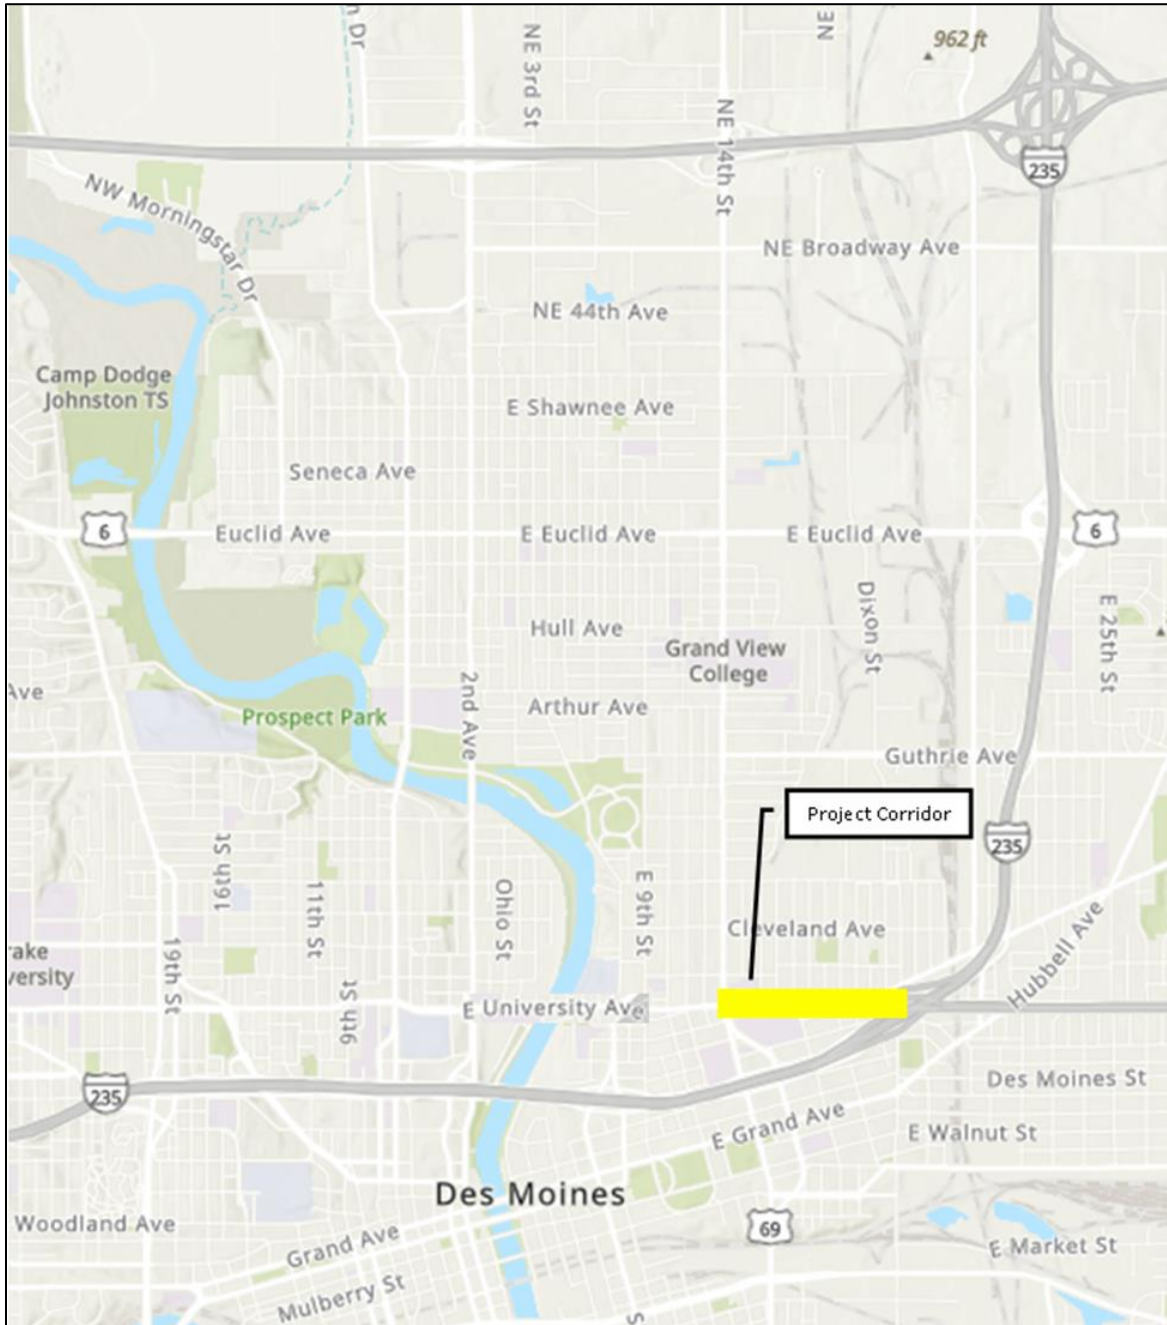 n Dr
NE 3rd St
NE
962 ft
NE 14th St
235
NW Morningstar Dr
NE Broadway Ave
NE 44th Ave
Camp Dodge
Johnston TS
E Shawnee Ave
Seneca Ave
6
Euclid Ave
E Euclid Ave
E Euclid Ave
6
Dixon St
E 25th St
Hull Ave
Grand View
College
Ave
2nd Ave
Arthur Ave
Prospect Park
Guthrie Ave
Project Corridor
235
16th St
11th St
Ohio St
E 9th St
Cleveland Ave
Hubbell Ave
rake
versity
19th St
9th St
E University Ave
235
Des Moines St
E Grand Ave
E Walnut St
Des Moines
Woodland Ave
Grand Ave
69
E Market St
Mulberry St
S